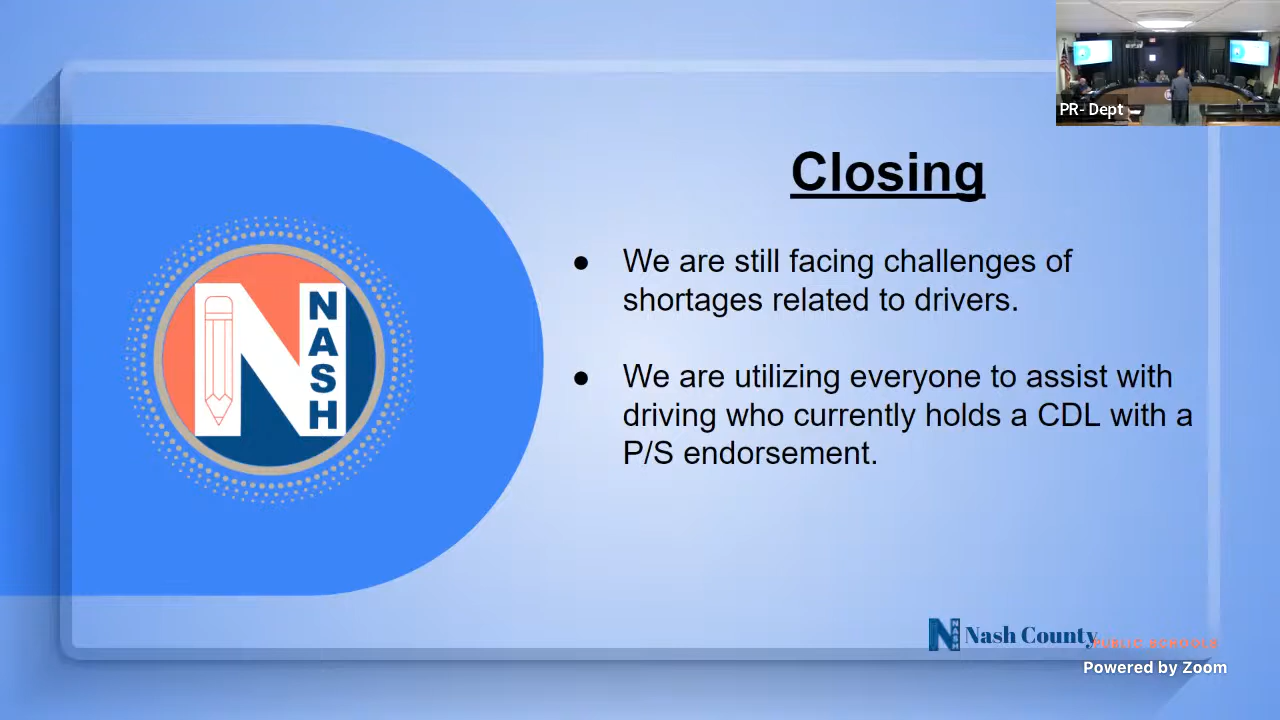 PR- Dept
Closing
● We are still facing challenges of
shortages related to drivers.
● We are utilizing everyone to assist with
driving who currently holds a CDL with a
P/S endorsement.
N
NASH
N NASH Nash County
PUBLIC SCHOOLS
Powered by Zoom